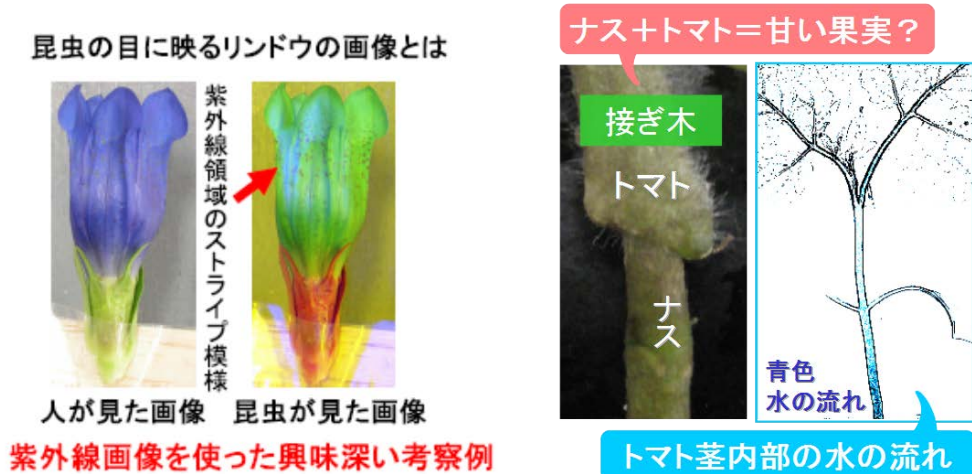 昆虫の目に映るリンドウの画像とは
紫外線領域のストライプ模様
人が見た画像
昆虫が見た画像
紫外線画像を使った興味深い考察例
ナス+トマト=甘い果実?
接ぎ木
トマト
ナス
青色
水の流れ
トマト茎内部の水の流れ